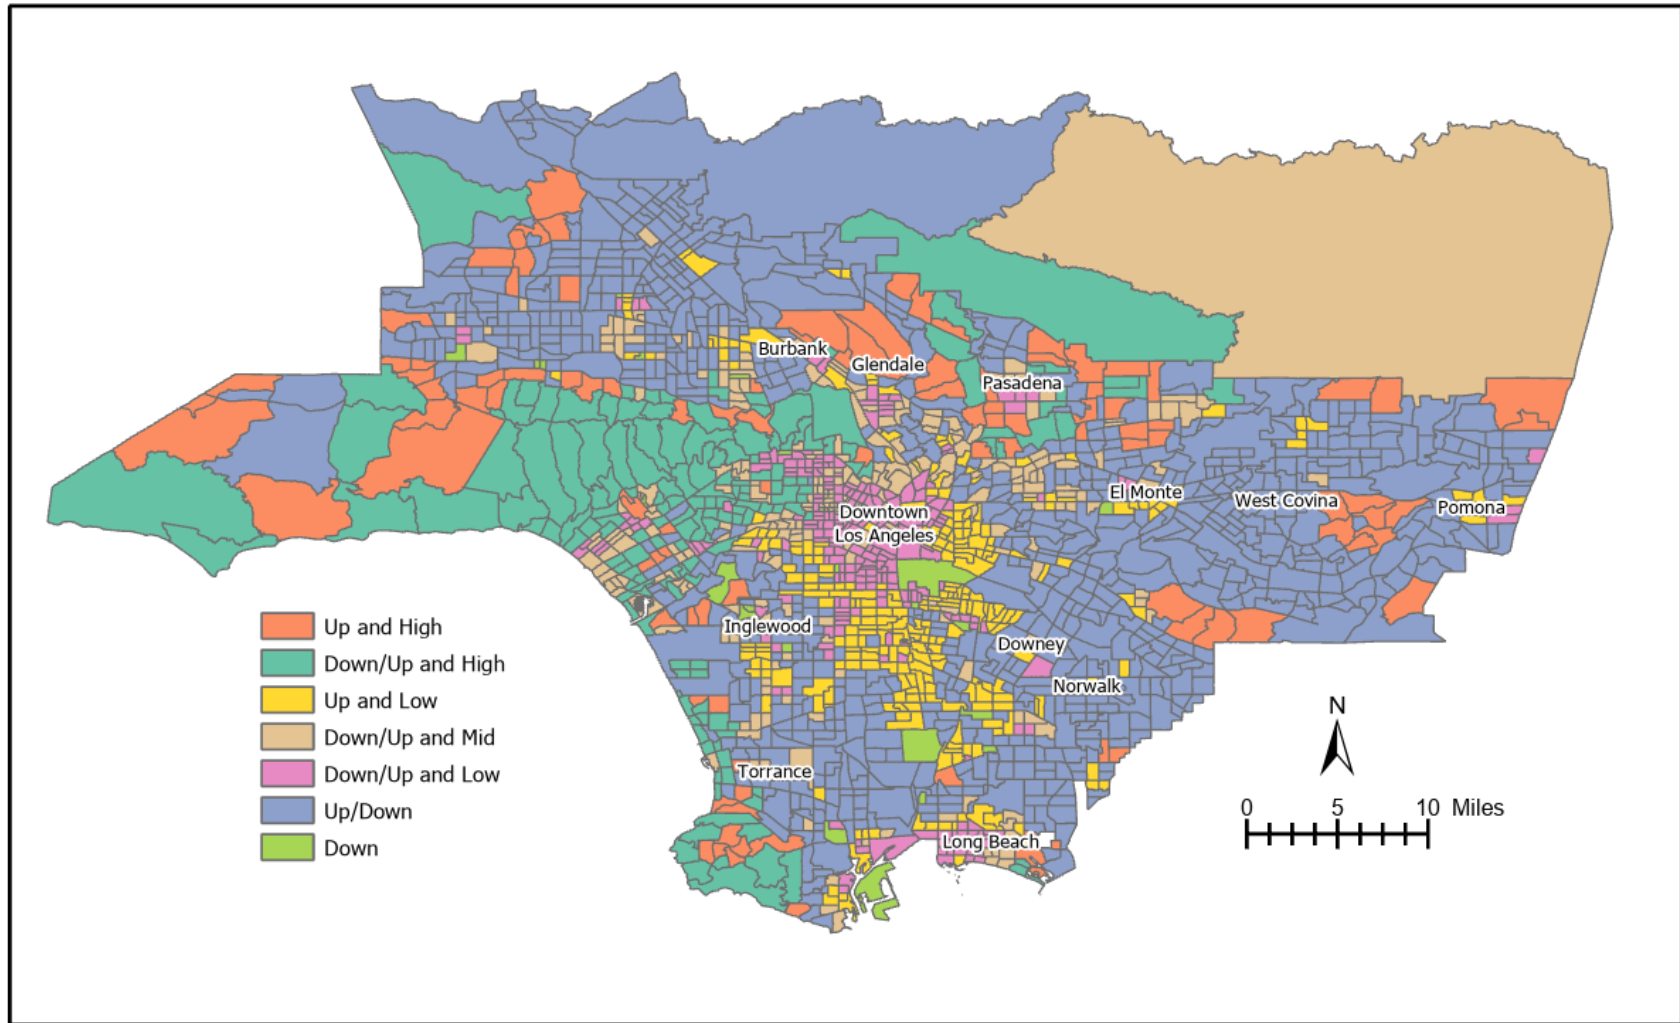 Burbank
Glendale
Pasadena
El Monte
West Covina
Pomona
Downtown
Los Angeles
Inglewood
Downey
Norwalk
Torrance
Long Beach
Up and High
Down/Up and High
Up and Low
Down/Up and Mid
Down/Up and Low
Up/Down
Down
N
0 5 10 Miles